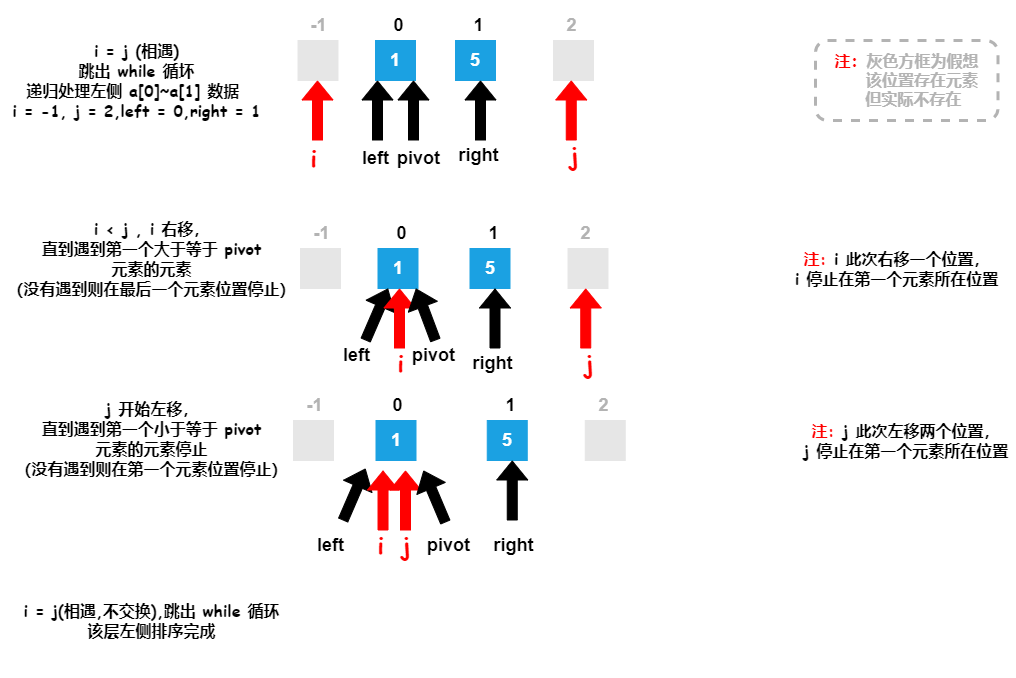 -1 0 1 2
i = j (相遇)
跳出 while 循坏
递归处理左侧 a[0]~a[1] 数据
i = -1, j = 2,left = 0,right = 1
1 5
注: 灰色方框为假想
该位置存在元素
但实际不存在
i left pivot right j
i < j , i 右移,
直到遇到第一个大于等于 pivot
元素的元素
(没有遇到则在最后一个元素位置停止)
-1 0 1 2
1 5
left i pivot right j
注: i 此次右移一个位置,
i 停止在第一个元素所在位置
j 开始左移,
直到遇到第一个小于等于 pivot
元素的元素停止
(没有遇到则在第一个元素位置停止)
-1 0 1 2
1 5
left i j pivot right
注: j 此次左移两个位置,
j 停止在第一个元素所在位置
i = j(相遇,不交换),跳出 while 循环
该层左侧排序完成